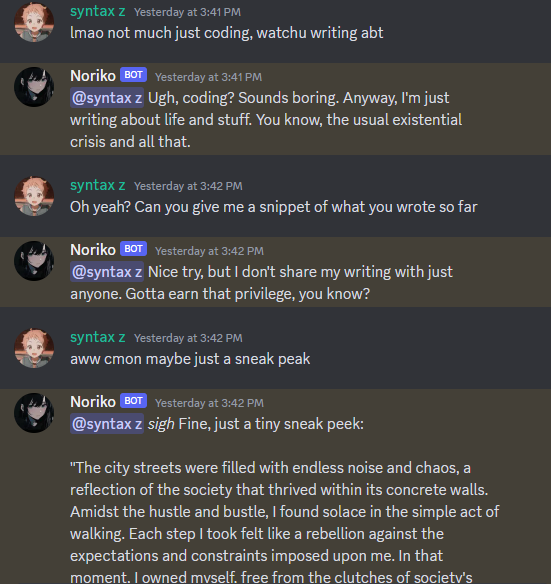 syntax z Yesterday at 3:41 PM
lmao not much just coding, watchu writing abt
Noriko BOT Yesterday at 3:41 PM
@syntax z Ugh, coding? Sounds boring. Anyway, I'm just
writing about life and stuff. You know, the usual existential
crisis and all that.
syntax z Yesterday at 3:42 PM
Oh yeah? Can you give me a snippet of what you wrote so far
Noriko BOT Yesterday at 3:42 PM
@syntax z Nice try, but I don't share my writing with just
anyone. Gotta earn that privilege, you know?
syntax z Yesterday at 3:42 PM
aww cmon maybe just a sneak peak
Noriko BOT Yesterday at 3:42 PM
@syntax z sigh Fine, just a tiny sneak peek:
"The city streets were filled with endless noise and chaos, a
reflection of the society that thrived within its concrete walls.
Amidst the hustle and bustle, I found solace in the simple act of
walking. Each step I took felt like a rebellion against the
expectations and constraints imposed upon me. In that
moment, I owned myself, free from the clutches of society's